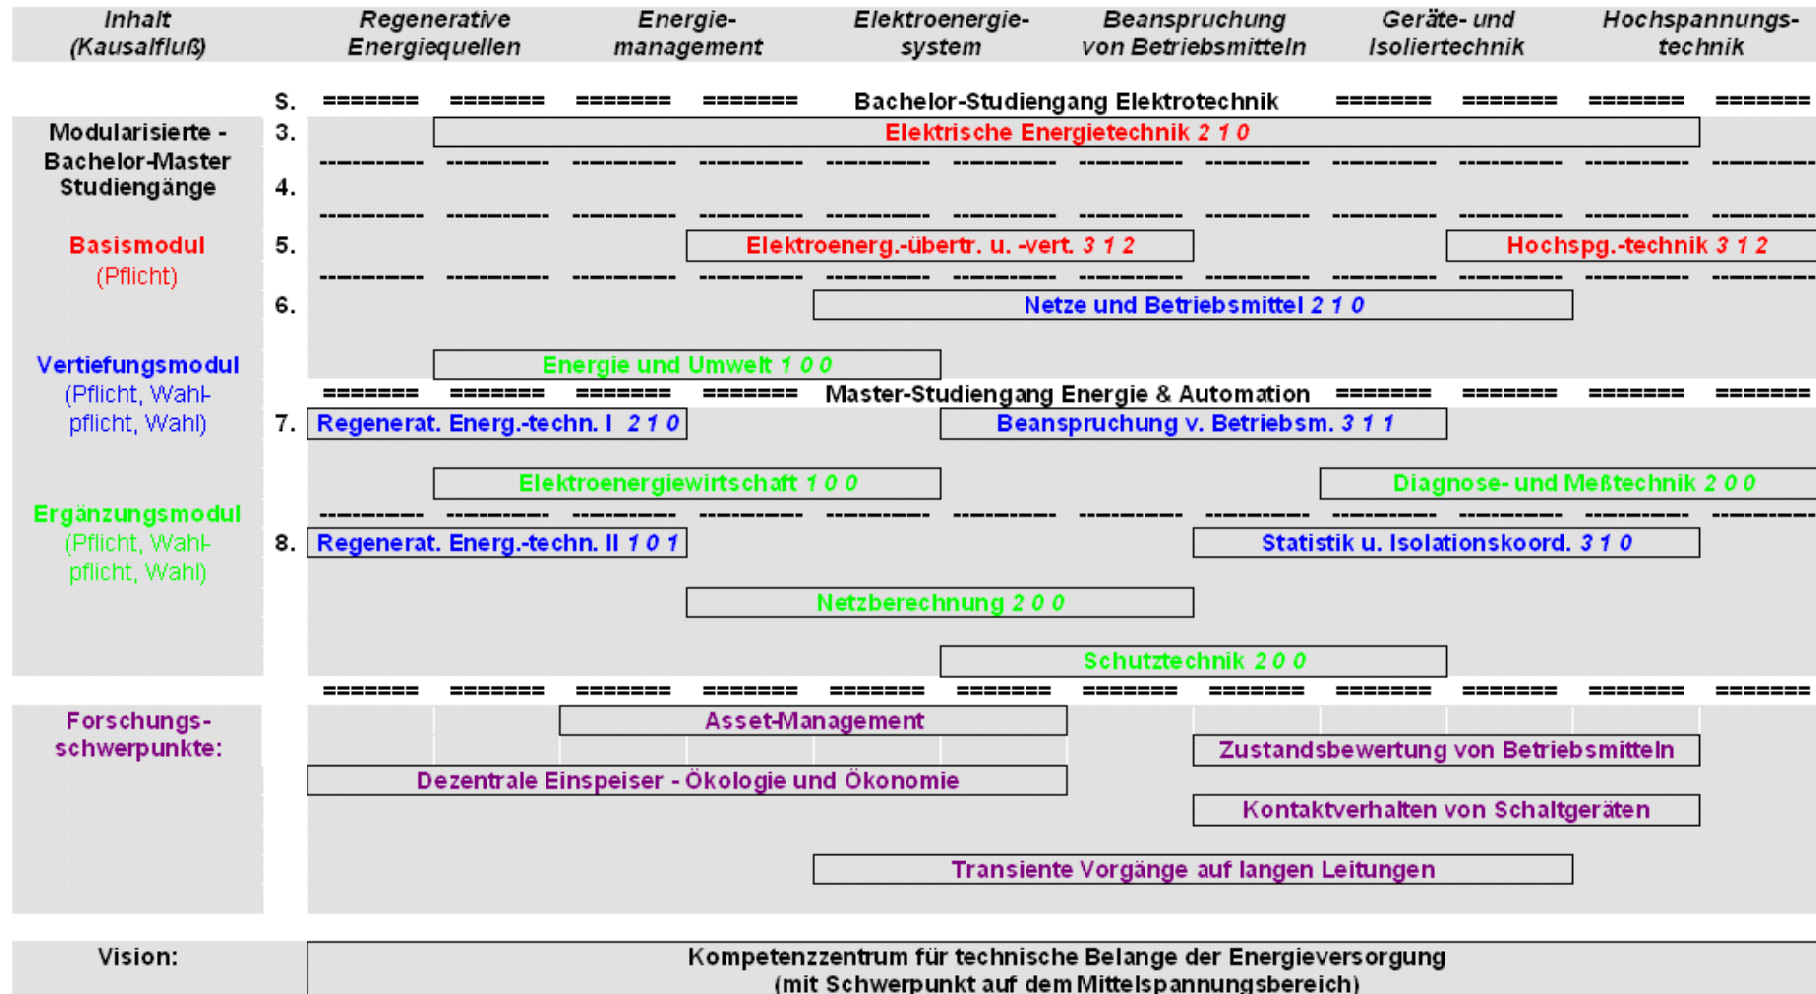 Inhalt Regenerative Energie- Elektroenergie- Beanspruchung Geräte- und Hochspannungs-
(Kausalfluß) Energiequellen management system von Betriebsmitteln Isoliertechnik technik
S. ======= ======= ======= ======= Bachelor-Studiengang Elektrotechnik ======= ======= ======= =======
Modularisierte - 3. Elektrische Energietechnik 2 1 0
Bachelor-Master
Studiengänge 4.
Basismodul 5. Elektroenerg.-übertr. u. -vert. 3 1 2 Hochspg.-technik 3 1 2
(Pflicht)
6. Netze und Betriebsmittel 2 1 0
Vertiefungsmodul Energie und Umwelt 1 0 0
(Pflicht, Wahl- ======= ======= ======= ======= Master-Studiengang Energie & Automation ======= ======= ======= =======
pflicht, Wahl) 7. Regenerat. Energ.-techn. I 2 1 0 Beanspruchung v. Betriebsm. 3 1 1
Elektroenergiewirtschaft 1 0 0 Diagnose- und Meßtechnik 2 0 0
Ergänzungsmodul
(Pflicht, Wahl- 8. Regenerat. Energ.-techn. II 1 0 1 Statistik u. Isolationskoord. 3 1 0
pflicht, Wahl)
Netzberechnung 2 0 0
Schutztechnik 2 0 0
======= ======= ======= ======= ======= ======= ======= ======= ======= ======= ======= =======
Forschungs- Asset-Management
schwerpunkte: Zustandsbewertung von Betriebsmitteln
Dezentrale Einspeiser - Ökologie und Ökonomie
Kontaktverhalten von Schaltgeräten
Transiente Vorgänge auf langen Leitungen
Vision: Kompetenzzentrum für technische Belange der Energieversorgung
(mit Schwerpunkt auf dem Mittelspannungsbereich)